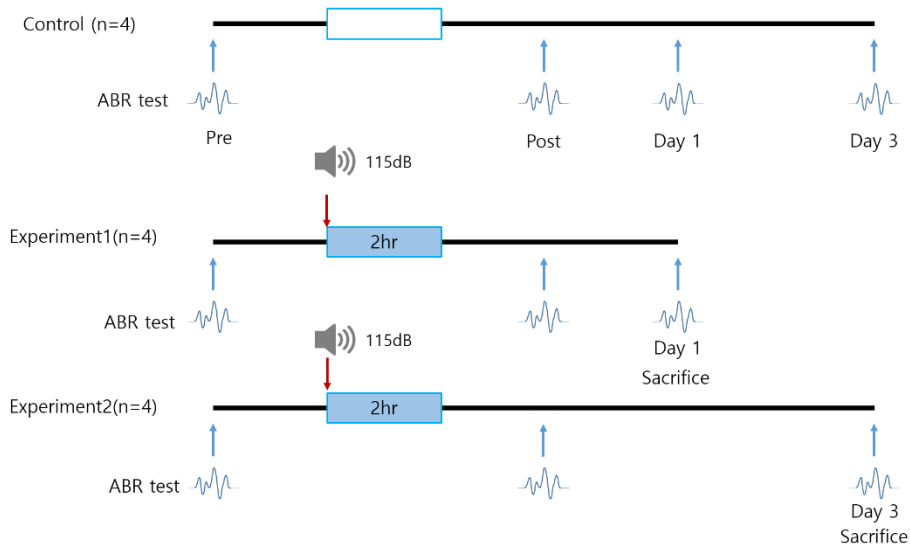 Control (n=4)
ABR test
Pre
Post
Day 1
Day 3
115dB
Experiment1(n=4)
2hr
ABR test
115dB
Day 1
Sacrifice
Experiment2(n=4)
2hr
ABR test
Day 3
Sacrifice